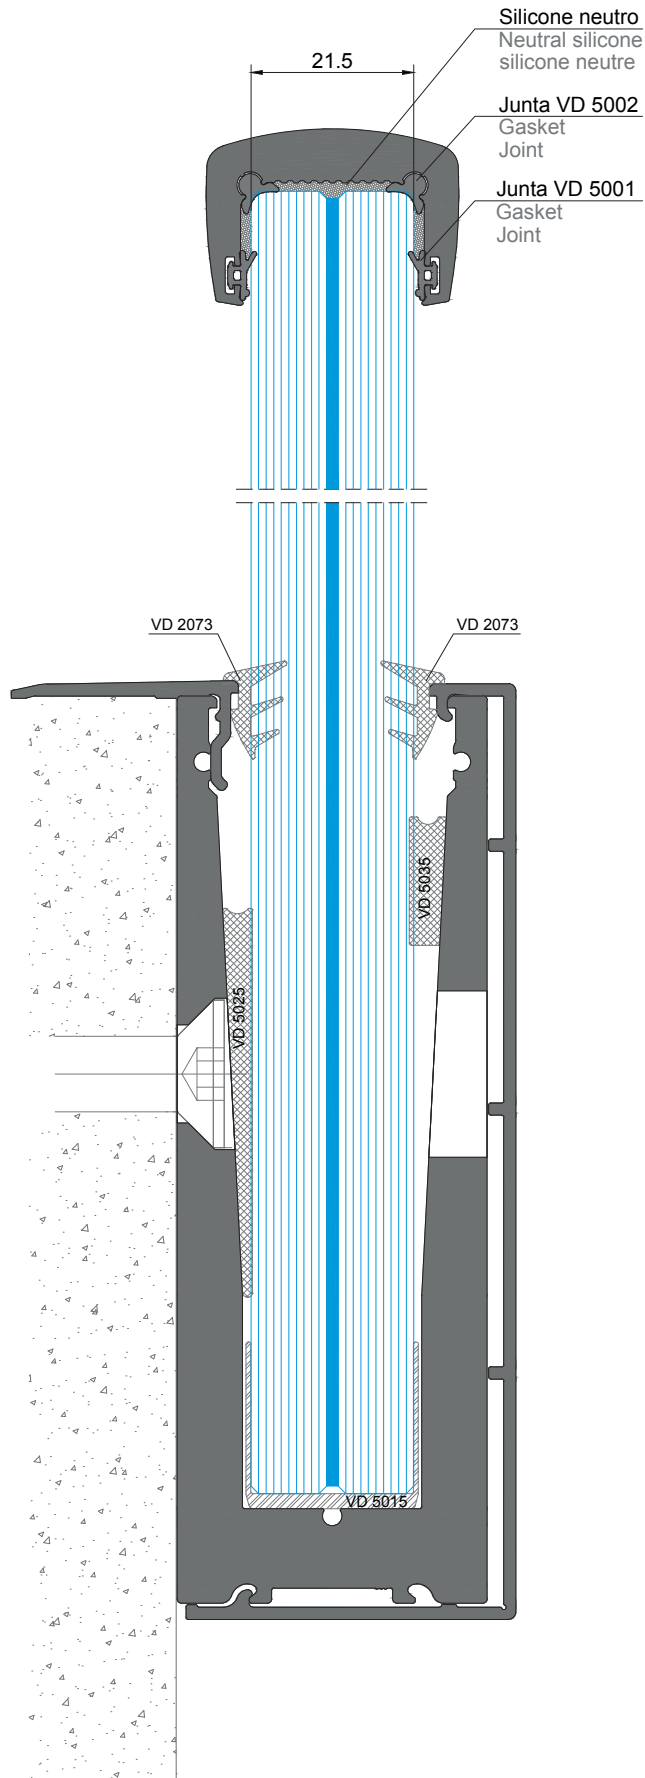 Silicone neutro
Neutral silicone
silicone neutre
21.5
Junta VD 5002
Gasket
Joint
Junta VD 5001
Gasket
Joint
VD 2073
VD 2073
VD 5035
VD 5025
VD 5015